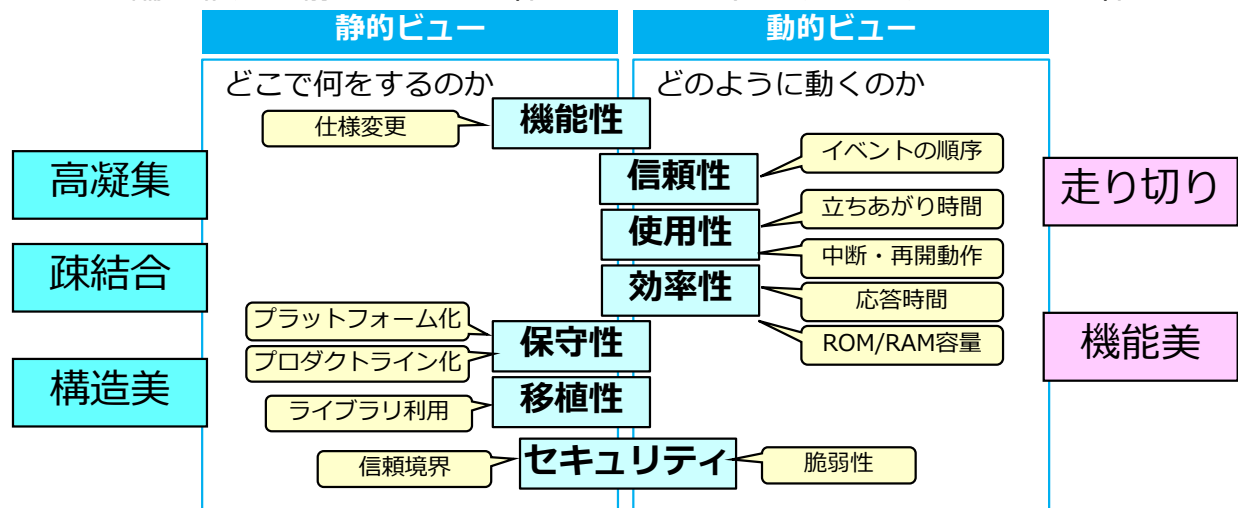 静的ビュー
動的ビュー
どこで何をするのか
どのように動くのか
機能性
仕様変更
信頼性
イベントの順序
高凝集
走り切り
使用性
立ちあがり時間
中断・再開動作
疎結合
効率性
応答時間
プラットフォーム化
保守性
ROM/RAM容量
機能美
プロダクトライン化
構造美
移植性
ライブラリ利用
セキュリティ
信頼境界
脆弱性